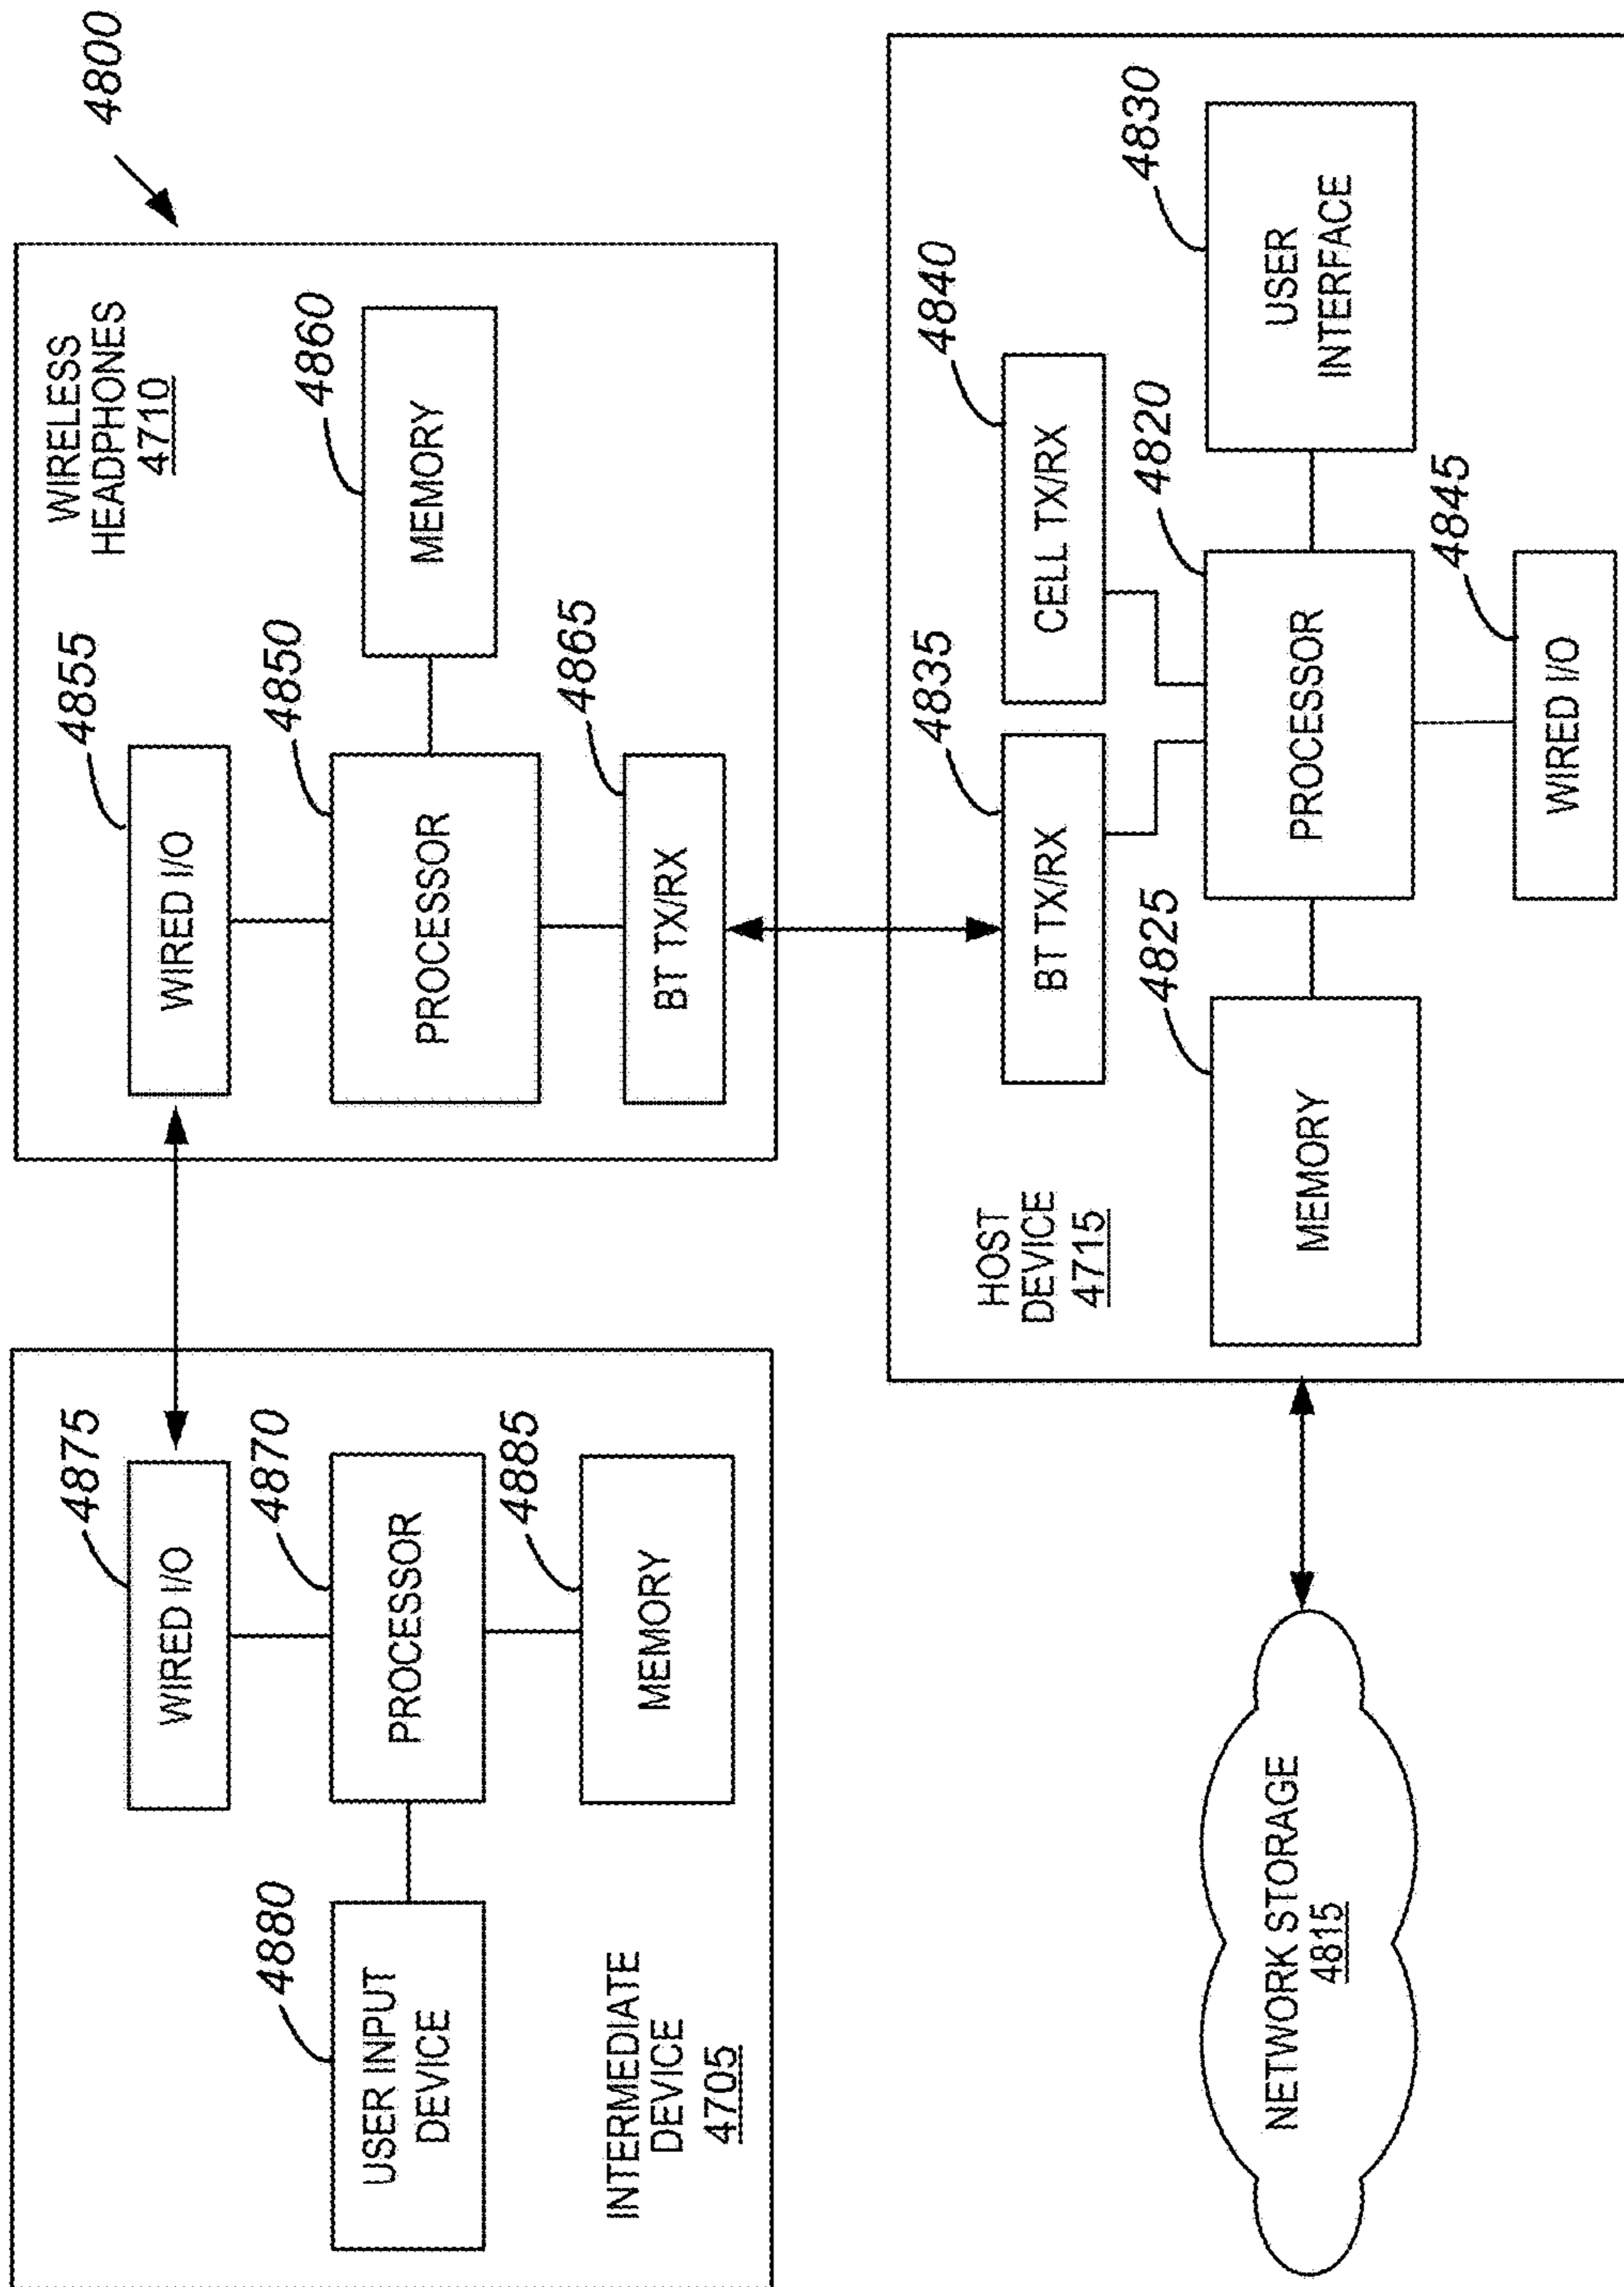 4800
INTERMEDIATE
DEVICE
4705
4875
WIRED I/O
4870
PROCESSOR
4880
USER INPUT
DEVICE
4885
MEMORY
WIRELESS
HEADPHONES
4710
4855
WIRED I/O
4850
PROCESSOR
4860
MEMORY
4865
BT TX/RX
NETWORK STORAGE
4815
HOST
DEVICE
4715
4835
BT TX/RX
4840
CELL TX/RX
4825
MEMORY
4820
PROCESSOR
4830
USER
INTERFACE
4845
WIRED I/O